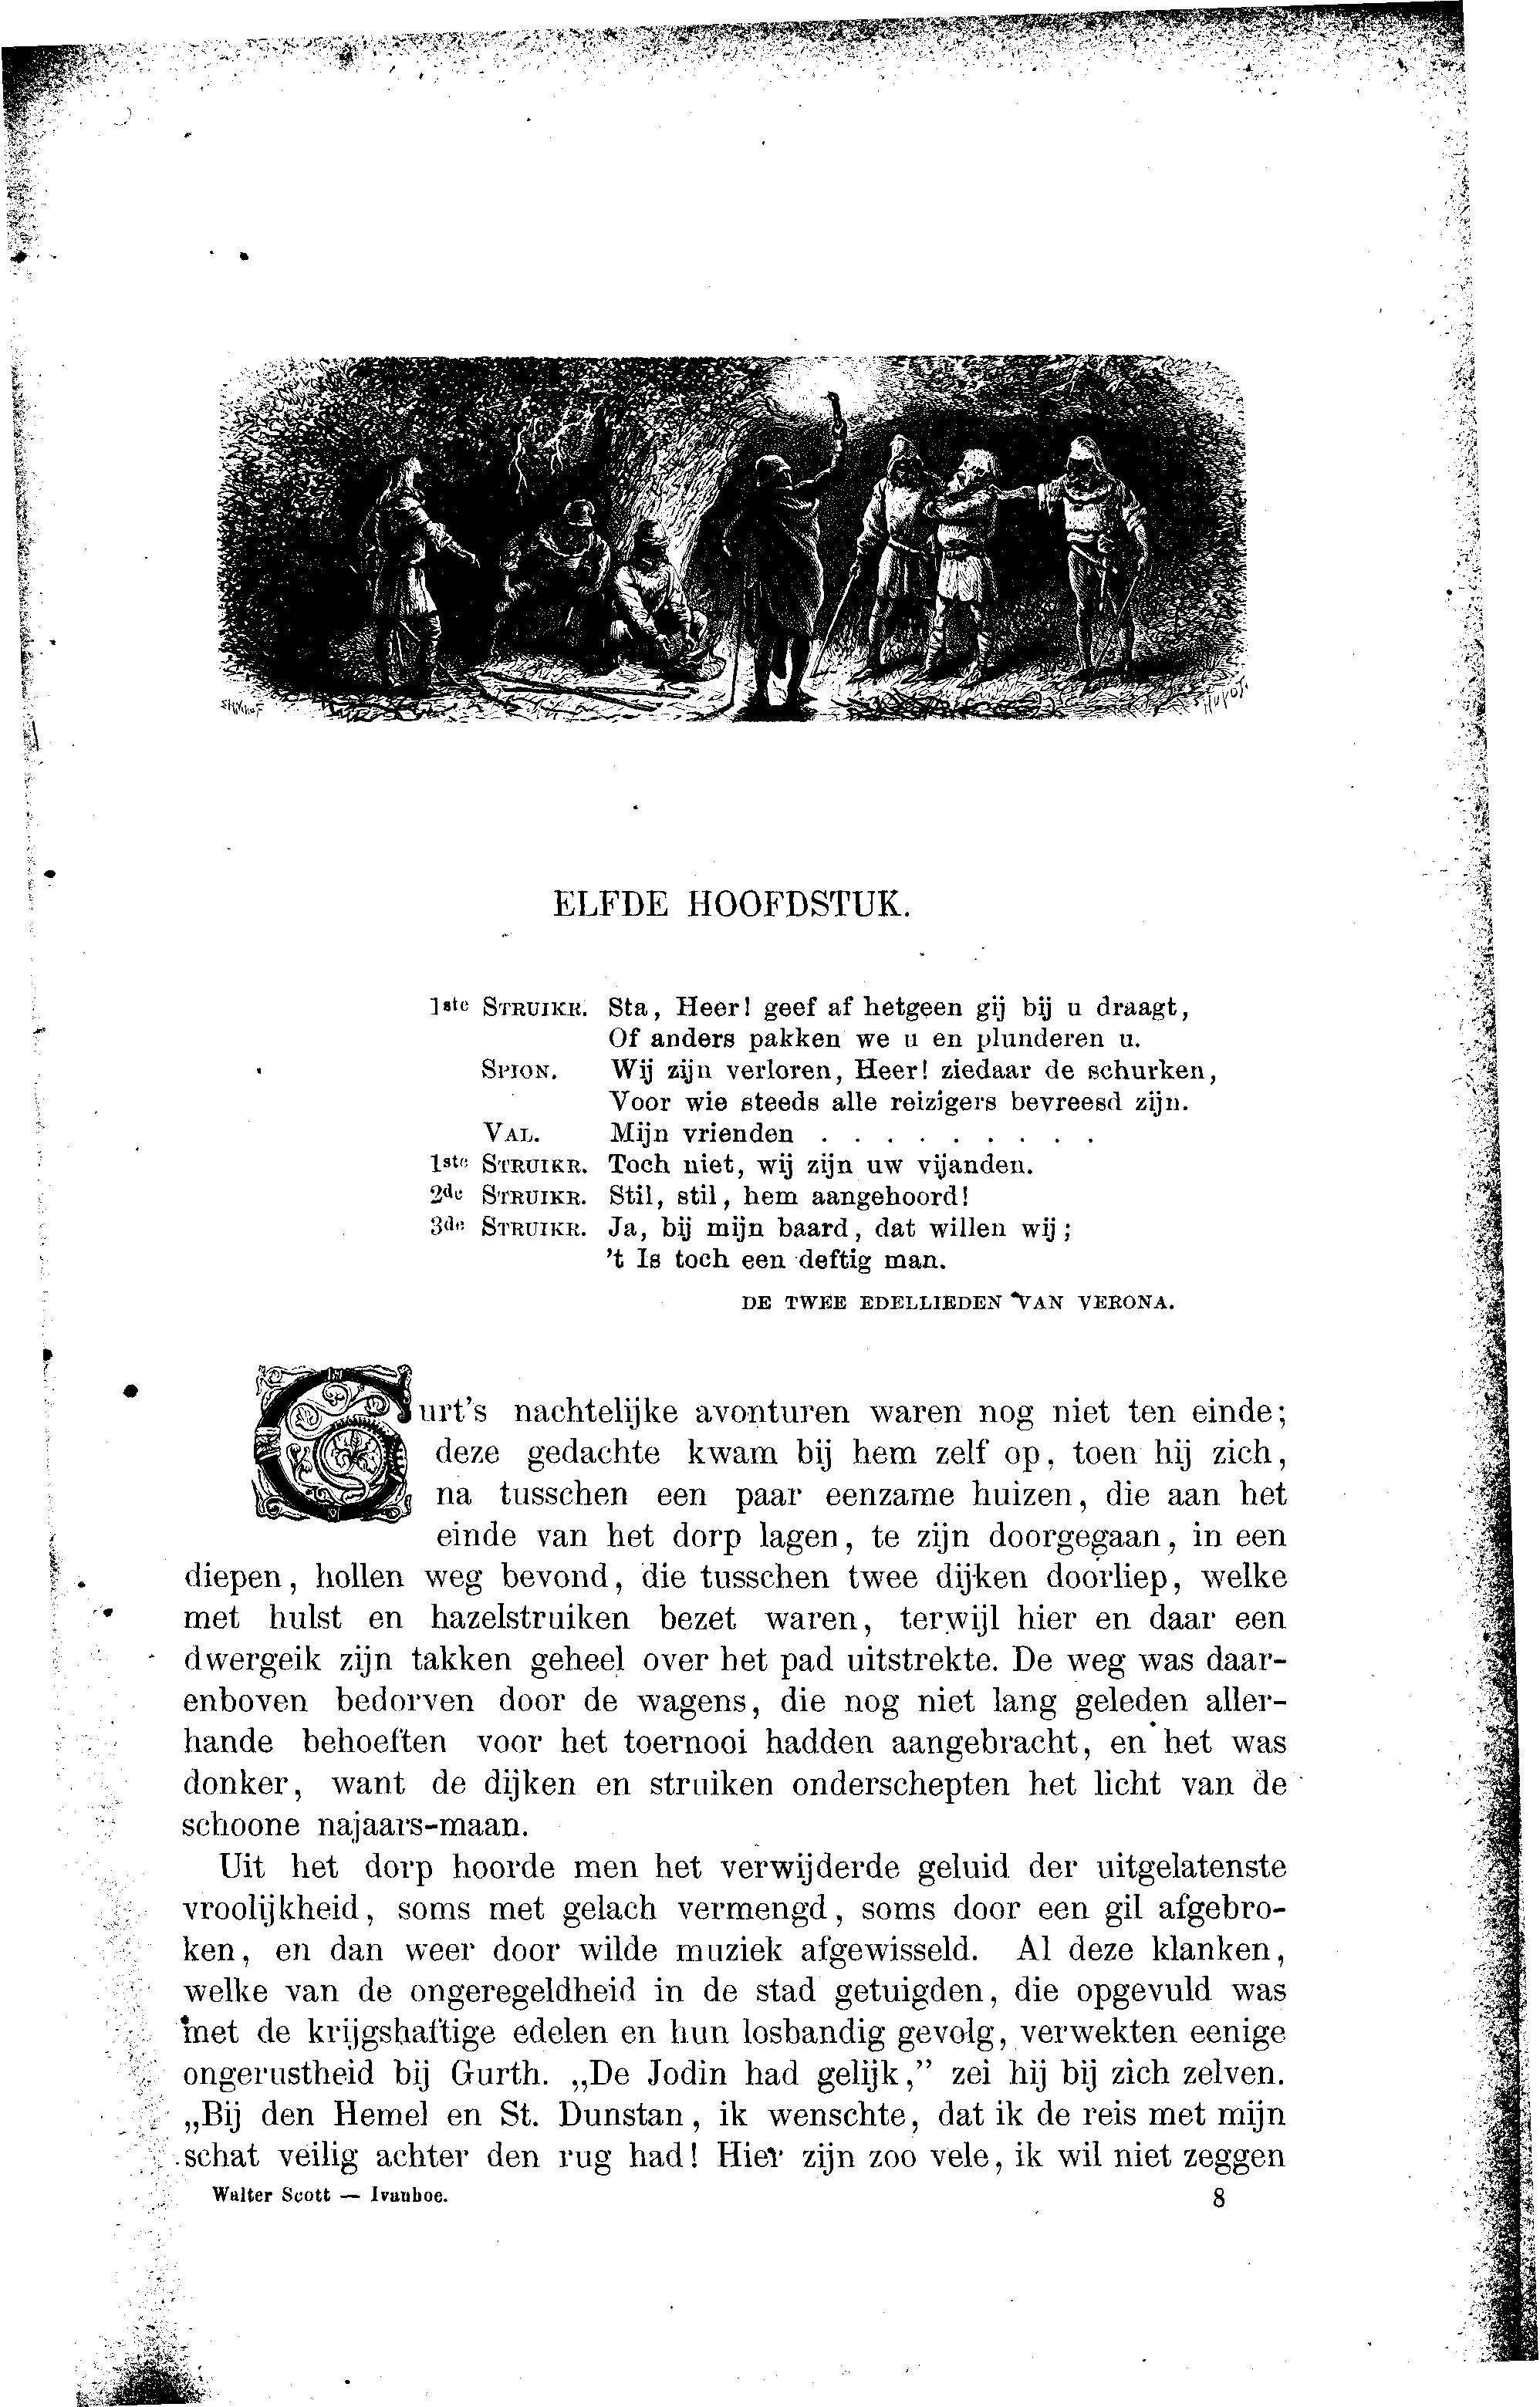 ELFDE HOOFDSTUK.
1ste STRUIKR. Sta, Heer! geef af hetgeen gij bij u draagt,
Of anders pakken we u en plunderen u.
SPION. Wij zijn verloren, Heer! ziedaar de schurken,
Voor wie steeds alle reizigers bevreesd zijn.
VAL. Mijn vrienden . . . . . . . . .
1ste STRUIKR. Toch niet, wij zijn uw vijanden.
2de STRUIKR. Stil, stil, hem aangehoord!
3de STRUIKR. Ja, bij mijn baard, dat willen wij;
't Is toch een deftig man.
DE TWEE EDELLIEDEN VAN VERONA.
Gurt's nachtelijke avonturen waren nog niet ten einde;
deze gedachte kwam bij hem zelf op, toen hij zich,
na tusschen een paar eenzame huizen, die aan het
einde van het dorp lagen, te zijn doorgegaan, in een
diepen, hollen weg bevond, die tusschen twee dijken doorliep, welke
met hulst en hazelstruiken bezet waren, terwijl hier en daar een
dwergeik zijn takken geheel over het pad uitstrekte. De weg was daar-
enboven bedorven door de wagens, die nog niet lang geleden aller-
hande behoeften voor het toernooi hadden aangebracht, en het was
donker, want de dijken en struiken onderschepten het licht van de
schoone najaars-maan.
Uit het dorp hoorde men het verwijderde geluid der uitgelatenste
vroolijkheid, soms met gelach vermengd, soms door een gil afgebro-
ken, en dan weer door wilde muziek afgewisseld. Al deze klanken,
welke van de ongeregeldheid in de stad getuigden, die opgevuld was
met de krijgshaftige edelen en hun losbandig gevolg, verwekten eenige
ongerustheid bij Gurth. „De Jodin had gelijk,” zei hij bij zich zelven.
„Bij den Hemel en St. Dunstan, ik wenschte, dat ik de reis met mijn
schat veilig achter den rug had! Hier zijn zoo vele, ik wil niet zeggen
Walter Scott — Ivanhoe. 8